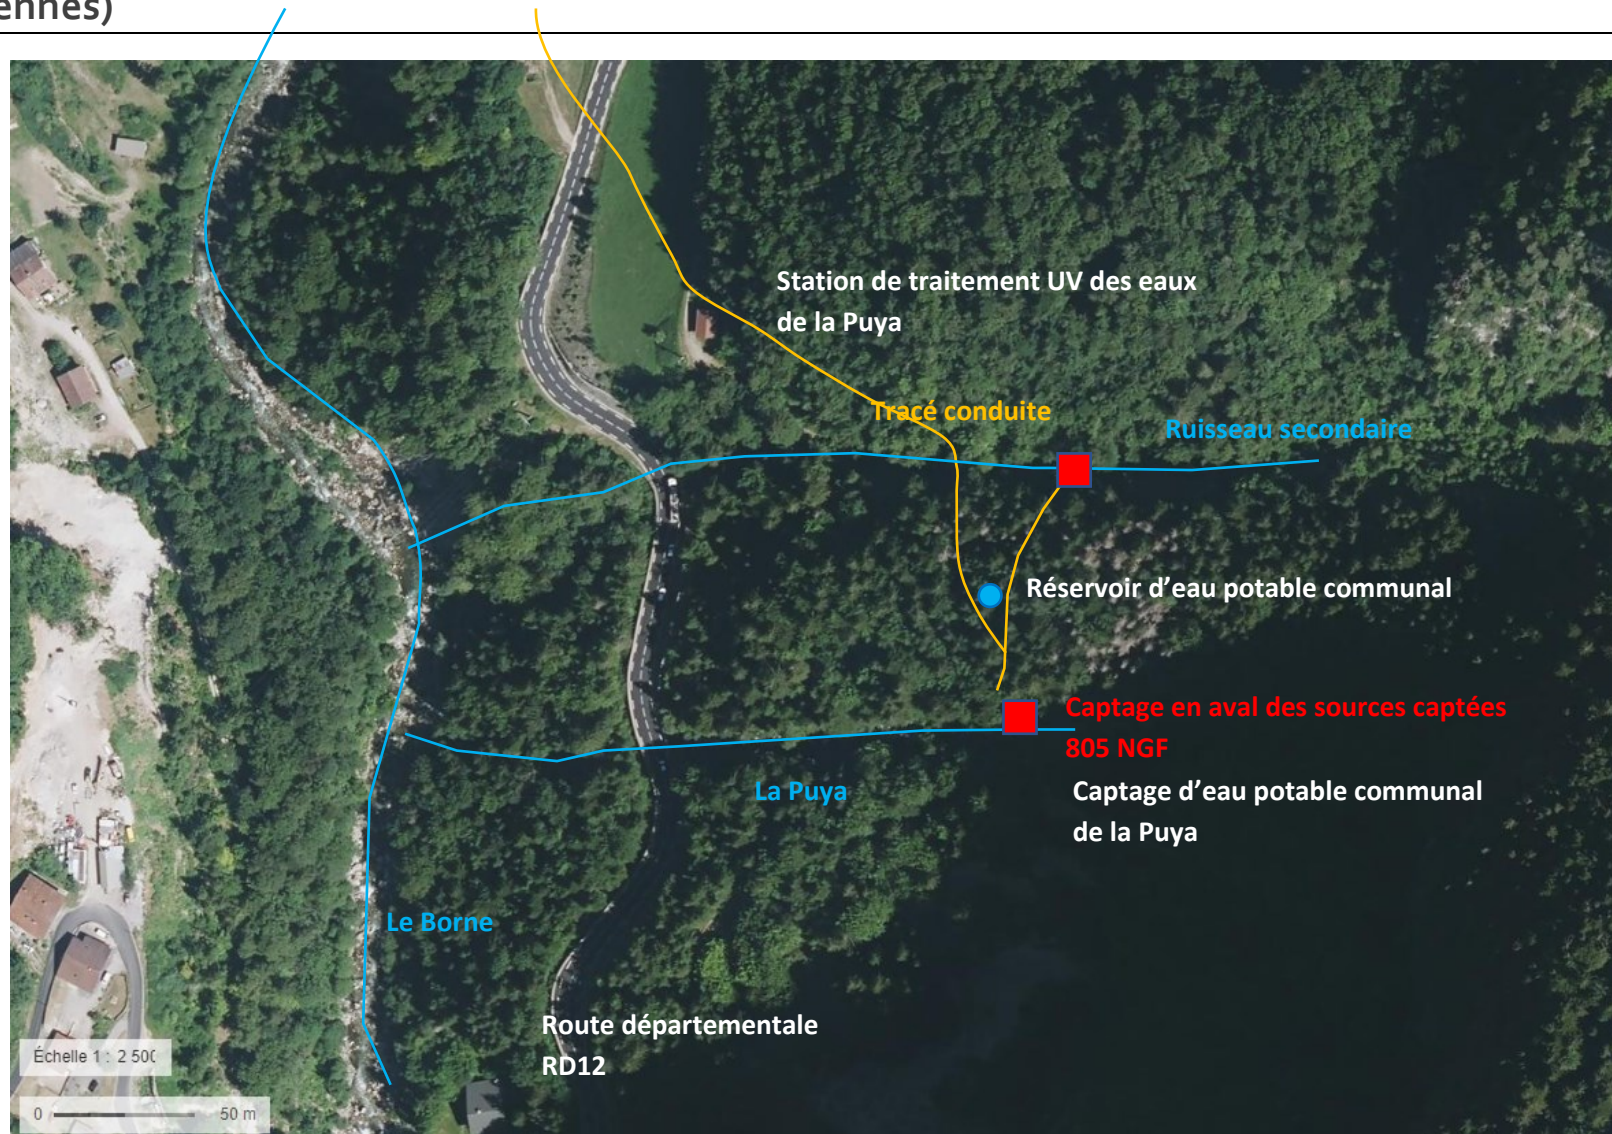 ennes)
Station de traitement UV des eaux
de la Puya
Tracé conduite
Ruisseau secondaire
Réservoir d'eau potable communal
Captage en aval des sources captées
805 NGF
La Puya
Captage d'eau potable communal
de la Puya
Le Borne
Route départementale
RD12
Échelle 1 : 2 500
0 50 m